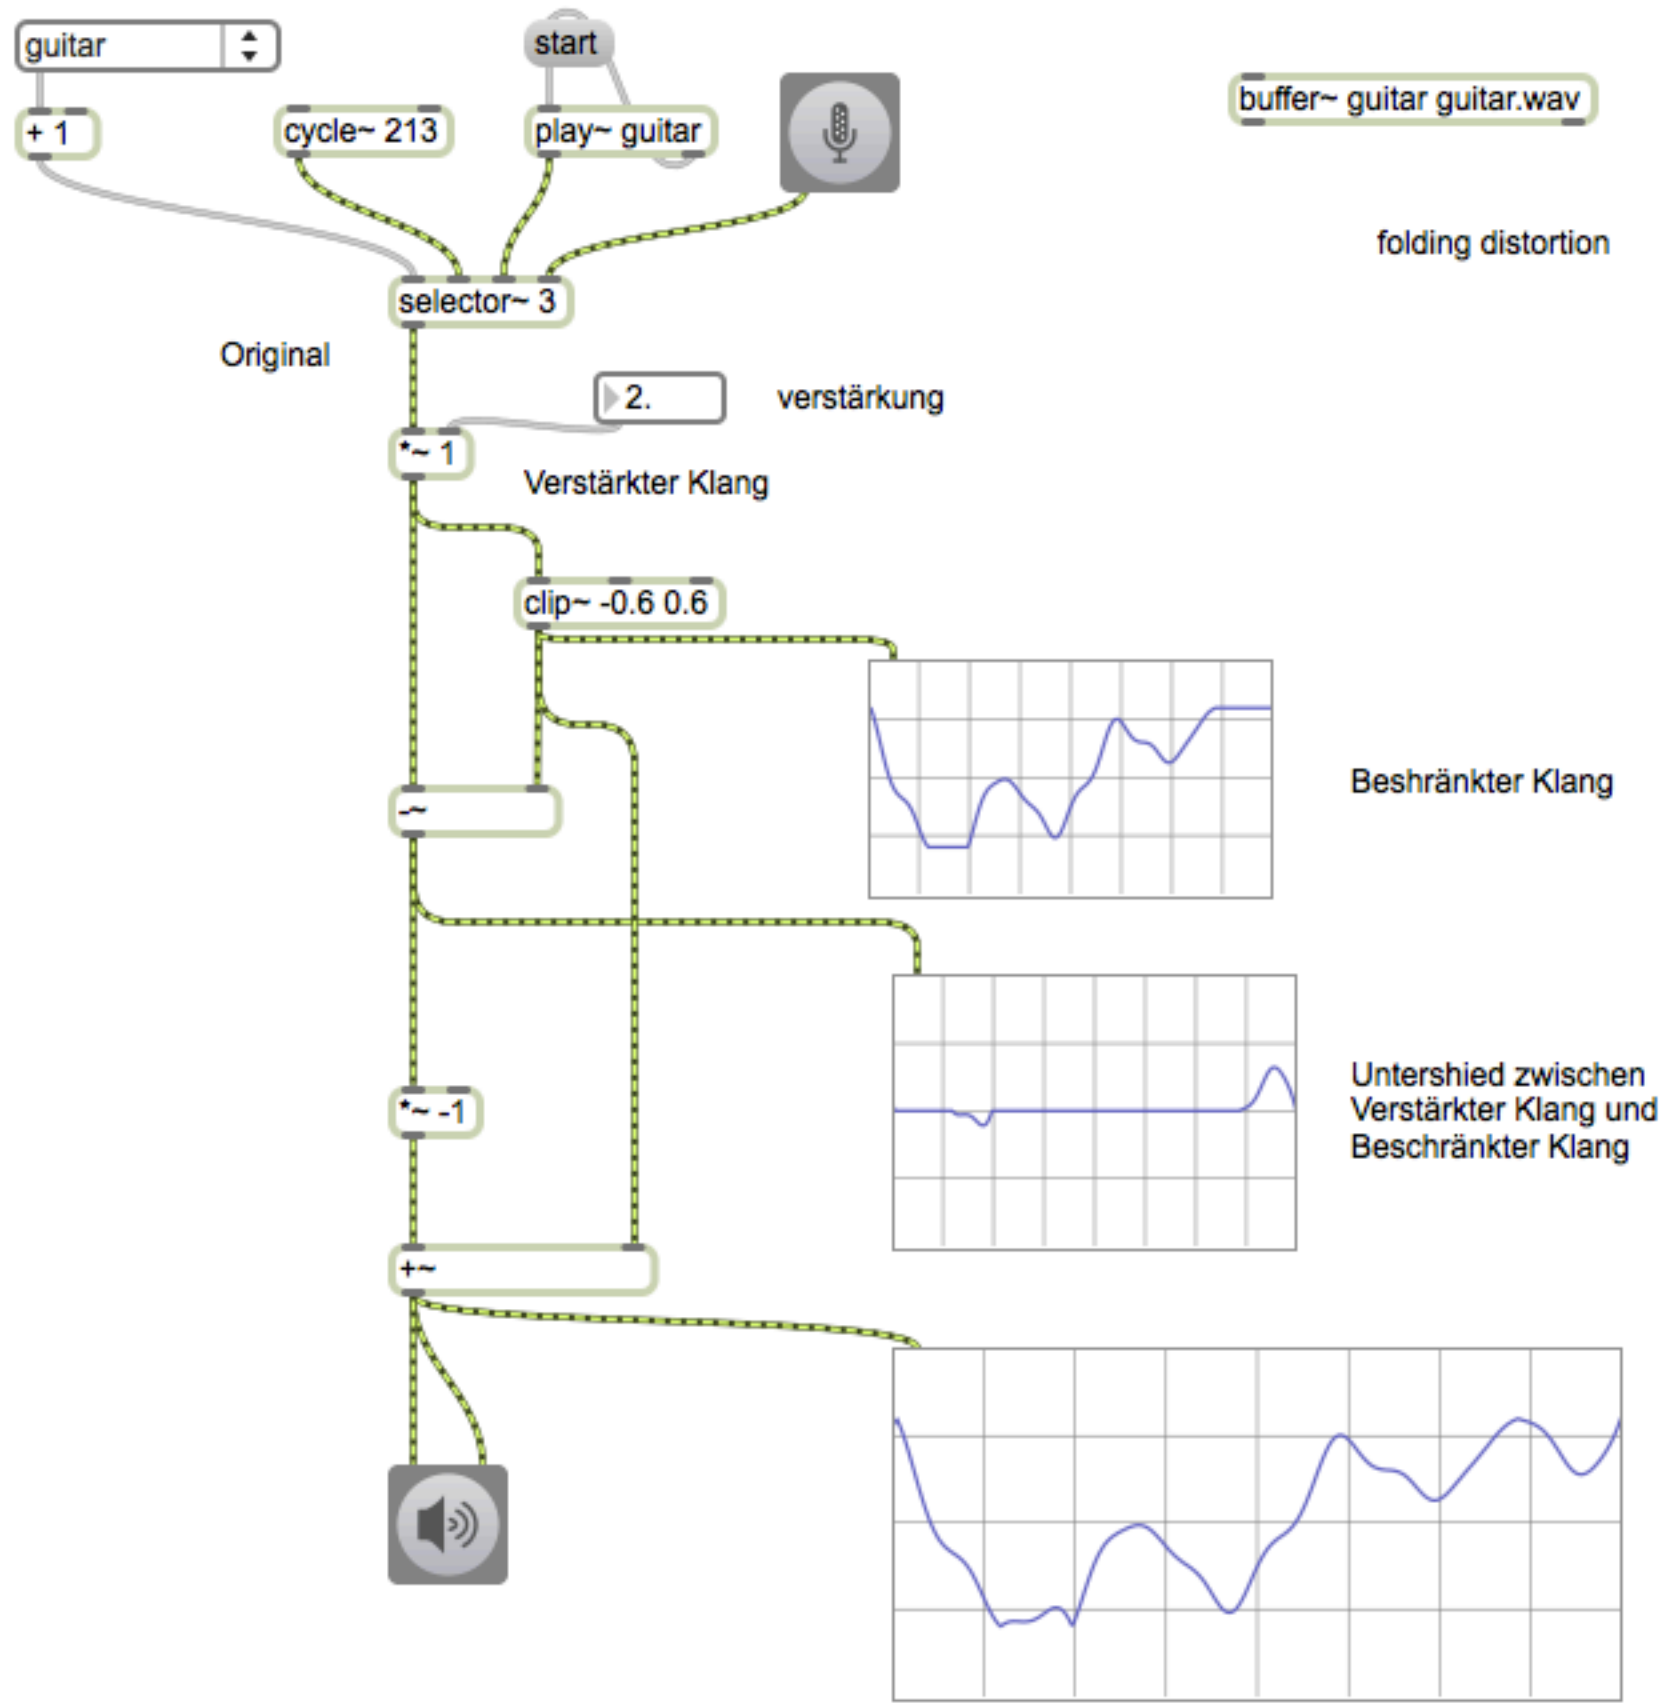 guitar
start
+ 1
cycle~ 213
play~ guitar
buffer~ guitar guitar.wav
folding distortion
selector~ 3
Original
2.
verstärkung
*~ 1
Verstärkter Klang
clip~ -0.6 0.6
Beshränkter Klang
-~
Untershied zwischen
Verstärkter Klang und
Beschränkter Klang
*~ -1
+~